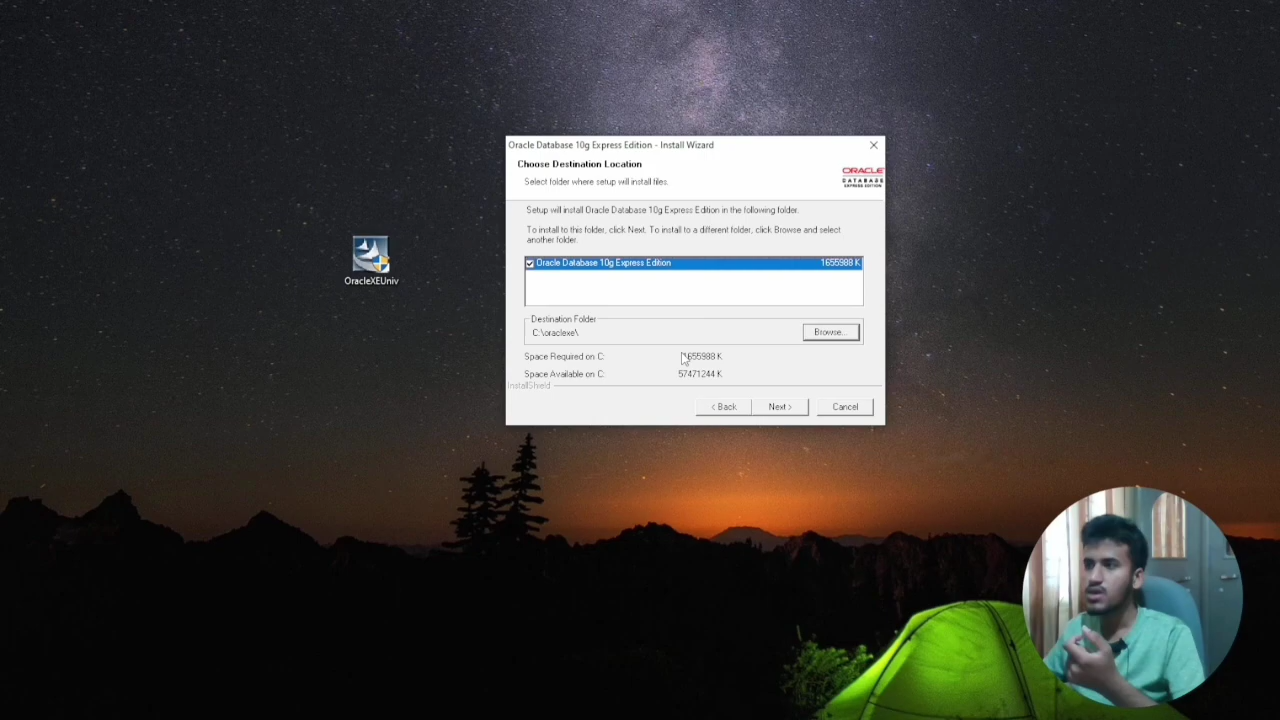 Oracle Database 10g Express Edition - Install Wizard
Choose Destination Location
Select folder where setup will install files.
ORACLE
DATABASE
EXPRESS EDITION
Setup will install Oracle Database 10g Express Edition in the following folder.
To install to this folder, click Next. To install to a different folder, click Browse and select
another folder.
Oracle Database 10g Express Edition 1655988 K
Destination Folder
C:\oraclexe\
Browse...
Space Required on C: 1655988 K
Space Available on C: 57471244 K
InstallShield
< Back
Next >
Cancel
OracleXEUniv